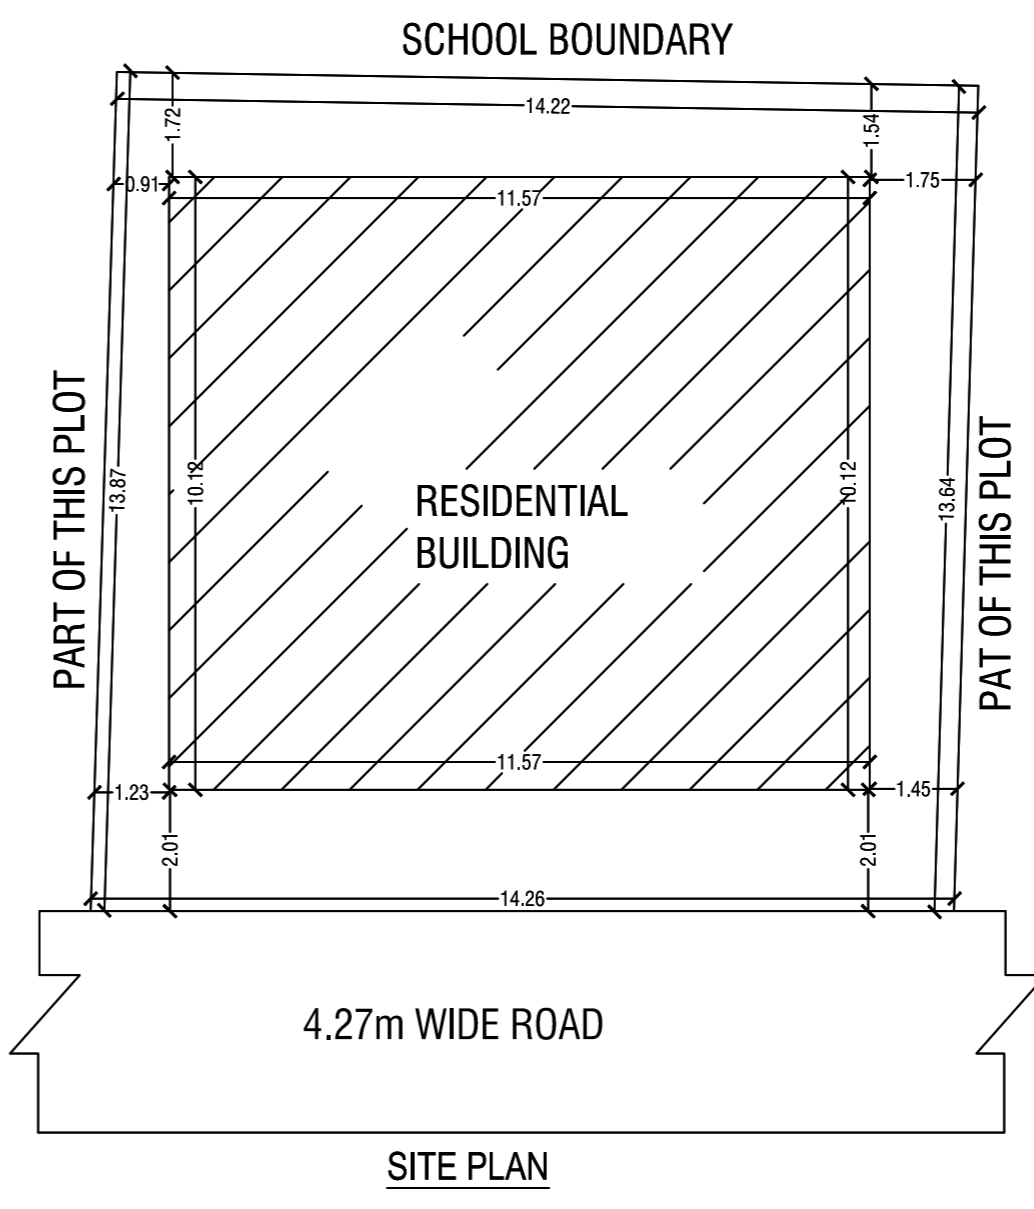 SCHOOL BOUNDARY
14.22
1.72
1.54
0.91
1.75
11.57
PART OF THIS PLOT
13.87
10.12
RESIDENTIAL
BUILDING
10.12
13.64
PAT OF THIS PLOT
11.57
1.23
1.45
2.01
2.01
14.26
4.27m WIDE ROAD
SITE PLAN